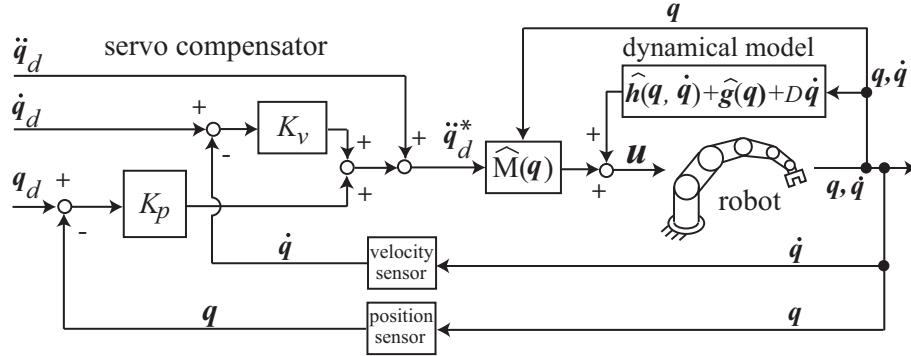 q
q̈_d
servo compensator
dynamical model
ĥ(q, q̇)+ĝ(q)+Dq̇
q, q̇
q̇_d
+
-
K_v
+
+
+
+
q̈_d^*
M̂(q)
+
+
u
q_d
+
-
K_p
robot
q, q̇
q̇
velocity
sensor
q̇
q
position
sensor
q